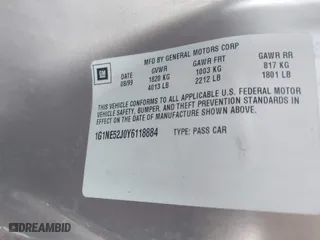 GM
MFD BY GENERAL MOTORS CORP
DATE GVWR GAWR FRT GAWR RR
08/99 1820 KG 1003 KG 817 KG
4013 LB 2212 LB 1801 LB
THIS VEHICLE CONFORMS TO ALL APPLICABLE U.S. FEDERAL MOTOR
VEHICLE SAFETY, BUMPER, AND THEFT PREVENTION STANDARDS IN
EFFECT ON THE DATE OF MANUFACTURE SHOWN ABOVE.
1G1NE52J0Y6118884 TYPE: PASS CAR
DREAMBID